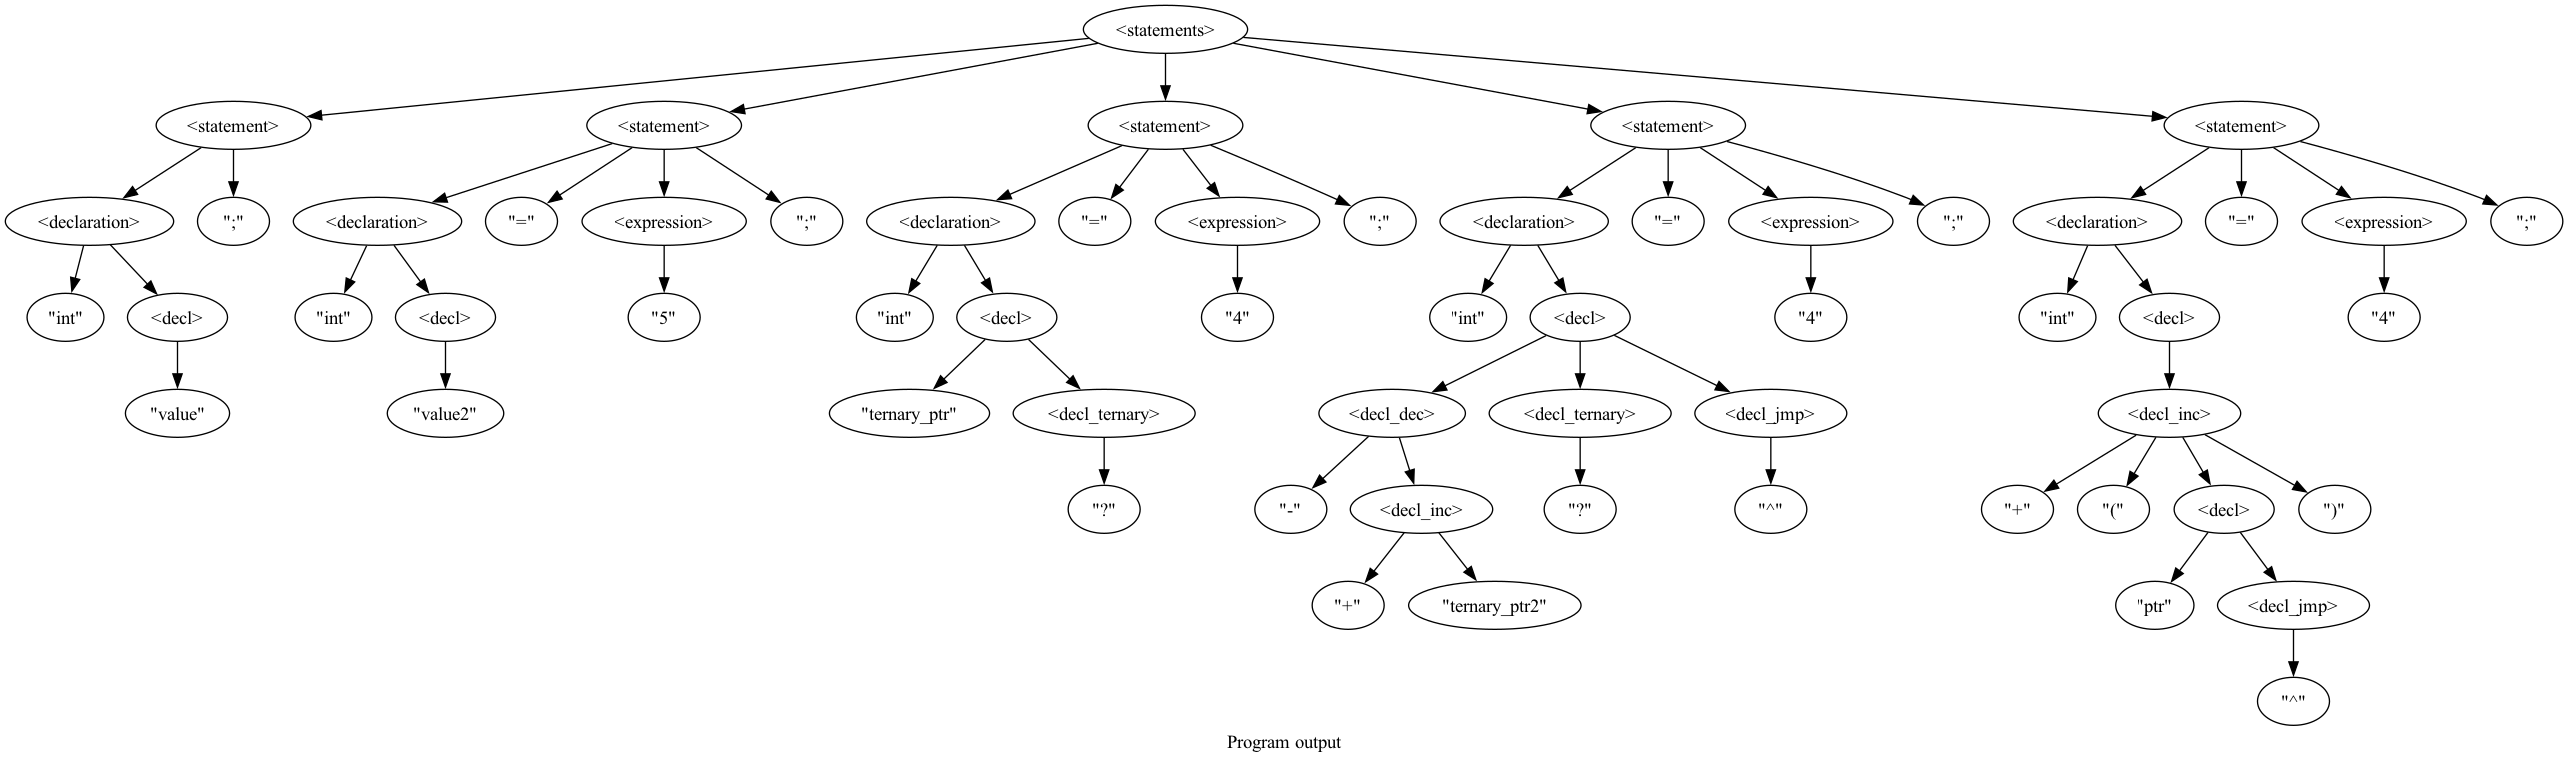 <statements>
<statement> <statement> <statement> <statement> <statement>
<declaration> ";" <declaration> "=" <expression> ";" <declaration> "=" <expression> ";" <declaration> "=" <expression> ";" <declaration> "=" <expression> ";"
"int" <decl> "int" <decl> "5" "int" <decl> "4" "int" <decl> "4" "int" <decl> "4"
"value" "value2" "ternary_ptr" <decl_ternary> <decl_dec> <decl_ternary> <decl_jmp> <decl_inc>
"?" "-" <decl_inc> "?" "^" "+" "(" <decl> ")"
"+" "ternary_ptr2" "ptr" <decl_jmp>
"^"
Program output